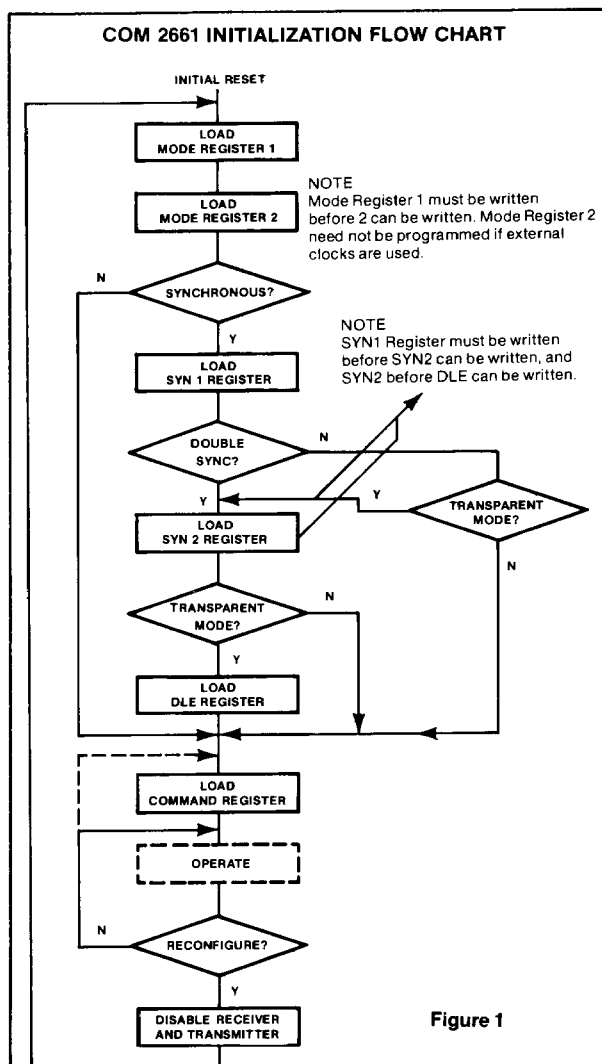 COM 2661 INITIALIZATION FLOW CHART
INITIAL RESET
LOAD
MODE REGISTER 1
LOAD
MODE REGISTER 2
NOTE
Mode Register 1 must be written
before 2 can be written. Mode Register 2
need not be programmed if external
clocks are used.
N
SYNCHRONOUS?
Y
NOTE
SYN1 Register must be written
before SYN2 can be written, and
SYN2 before DLE can be written.
LOAD
SYN 1 REGISTER
DOUBLE
SYNC?
N
Y
Y
TRANSPARENT
MODE?
LOAD
SYN 2 REGISTER
N
TRANSPARENT
MODE?
N
Y
LOAD
DLE REGISTER
LOAD
COMMAND REGISTER
OPERATE
N
RECONFIGURE?
Y
DISABLE RECEIVER
AND TRANSMITTER
Figure 1